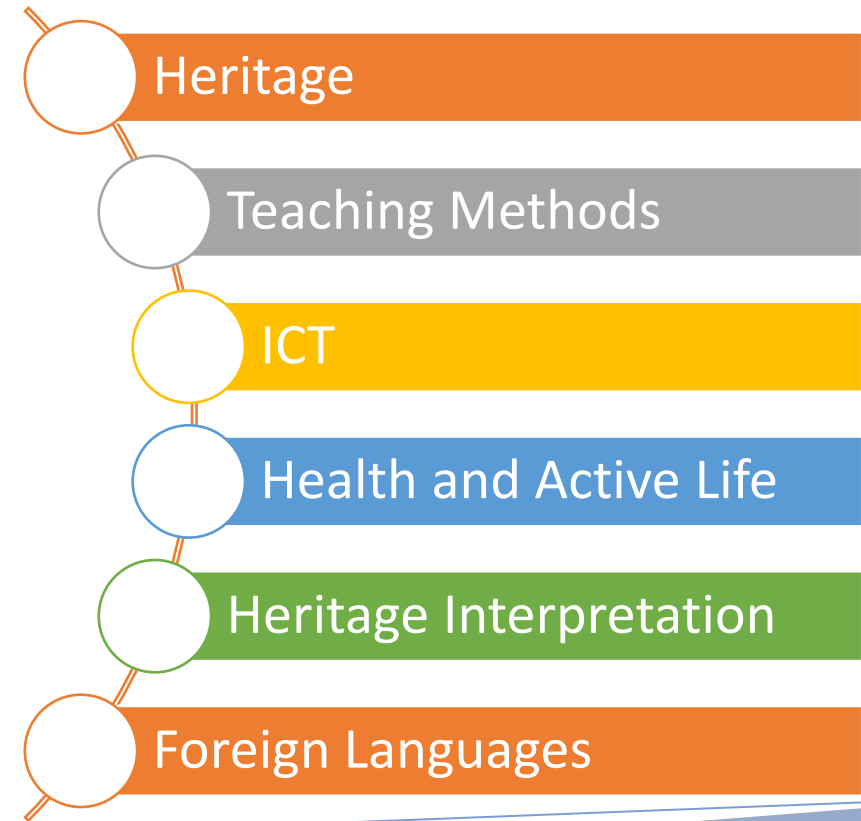 Heritage
Teaching Methods
ICT
Health and Active Life
Heritage Interpretation
Foreign Languages